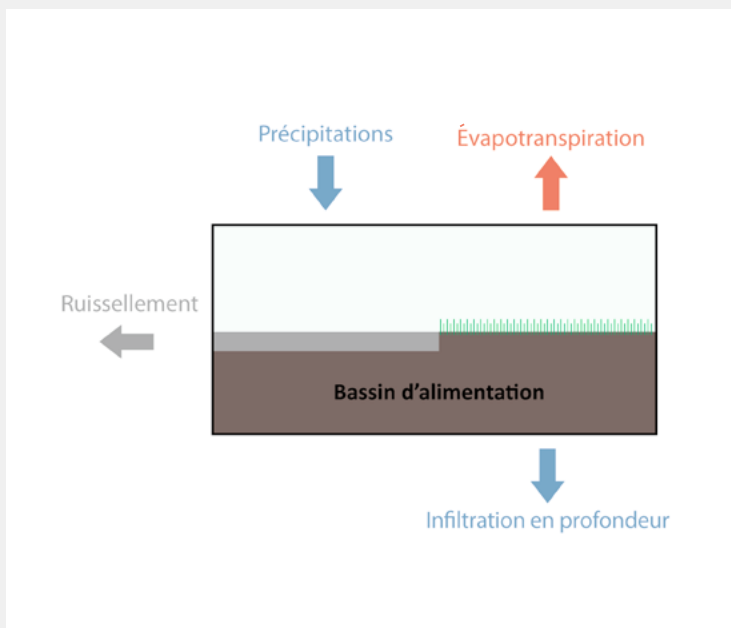 Précipitations
Évapotranspiration
Ruissellement
Bassin d'alimentation
Infiltration en profondeur